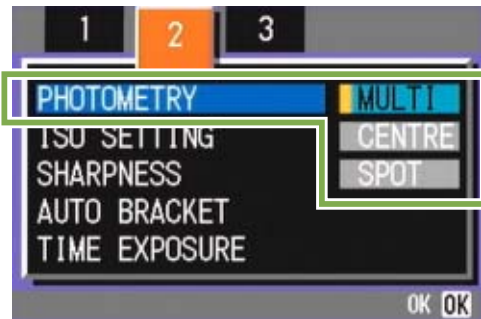 1 2 3
PHOTOMETRY MULTI
ISO SETTING CENTRE
SHARPNESS SPOT
AUTO BRACKET
TIME EXPOSURE
OK OK